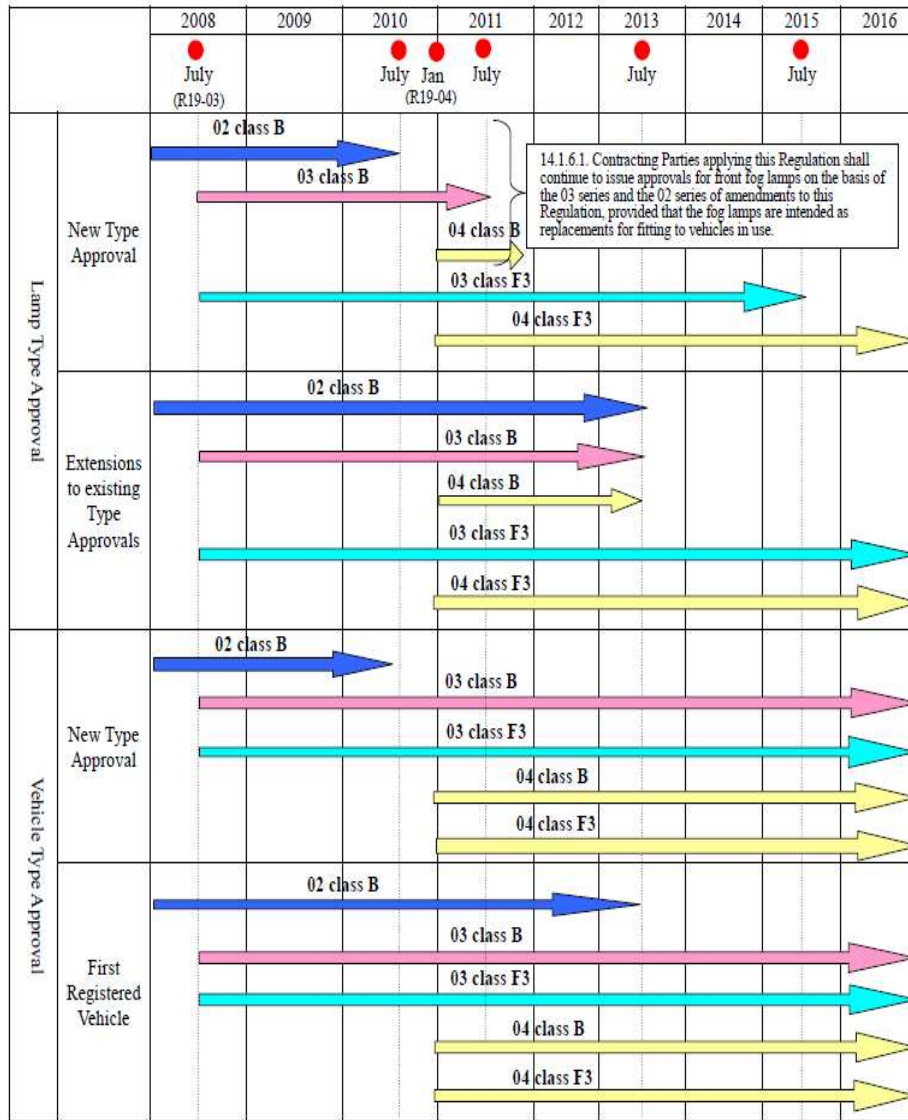 2008 2009 2010 2011 2012 2013 2014 2015 2016
July July Jan July July July
(R19-03) (R19-04)
Lamp Type Approval
New Type
Approval
02 class B
03 class B
04 class B
03 class F3
04 class F3
14.1.6.1. Contracting Parties applying this Regulation shall
continue to issue approvals for front fog lamps on the basis of
the 03 series and the 02 series of amendments to this
Regulation, provided that the fog lamps are intended as
replacements for fitting to vehicles in use.
Extensions
to existing
Type
Approvals
02 class B
03 class B
04 class B
03 class F3
04 class F3
Vehicle Type Approval
New Type
Approval
02 class B
03 class B
03 class F3
04 class B
04 class F3
First
Registered
Vehicle
02 class B
03 class B
03 class F3
04 class B
04 class F3